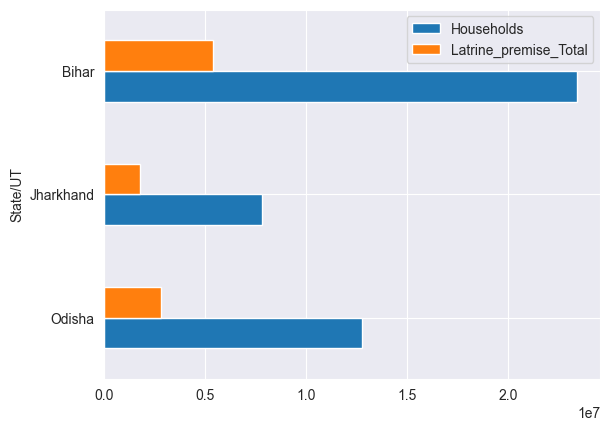 Households
Latrine_premise_Total
Bihar
Jharkhand
Odisha
State/UT
0.0 0.5 1.0 1.5 2.0
1e7